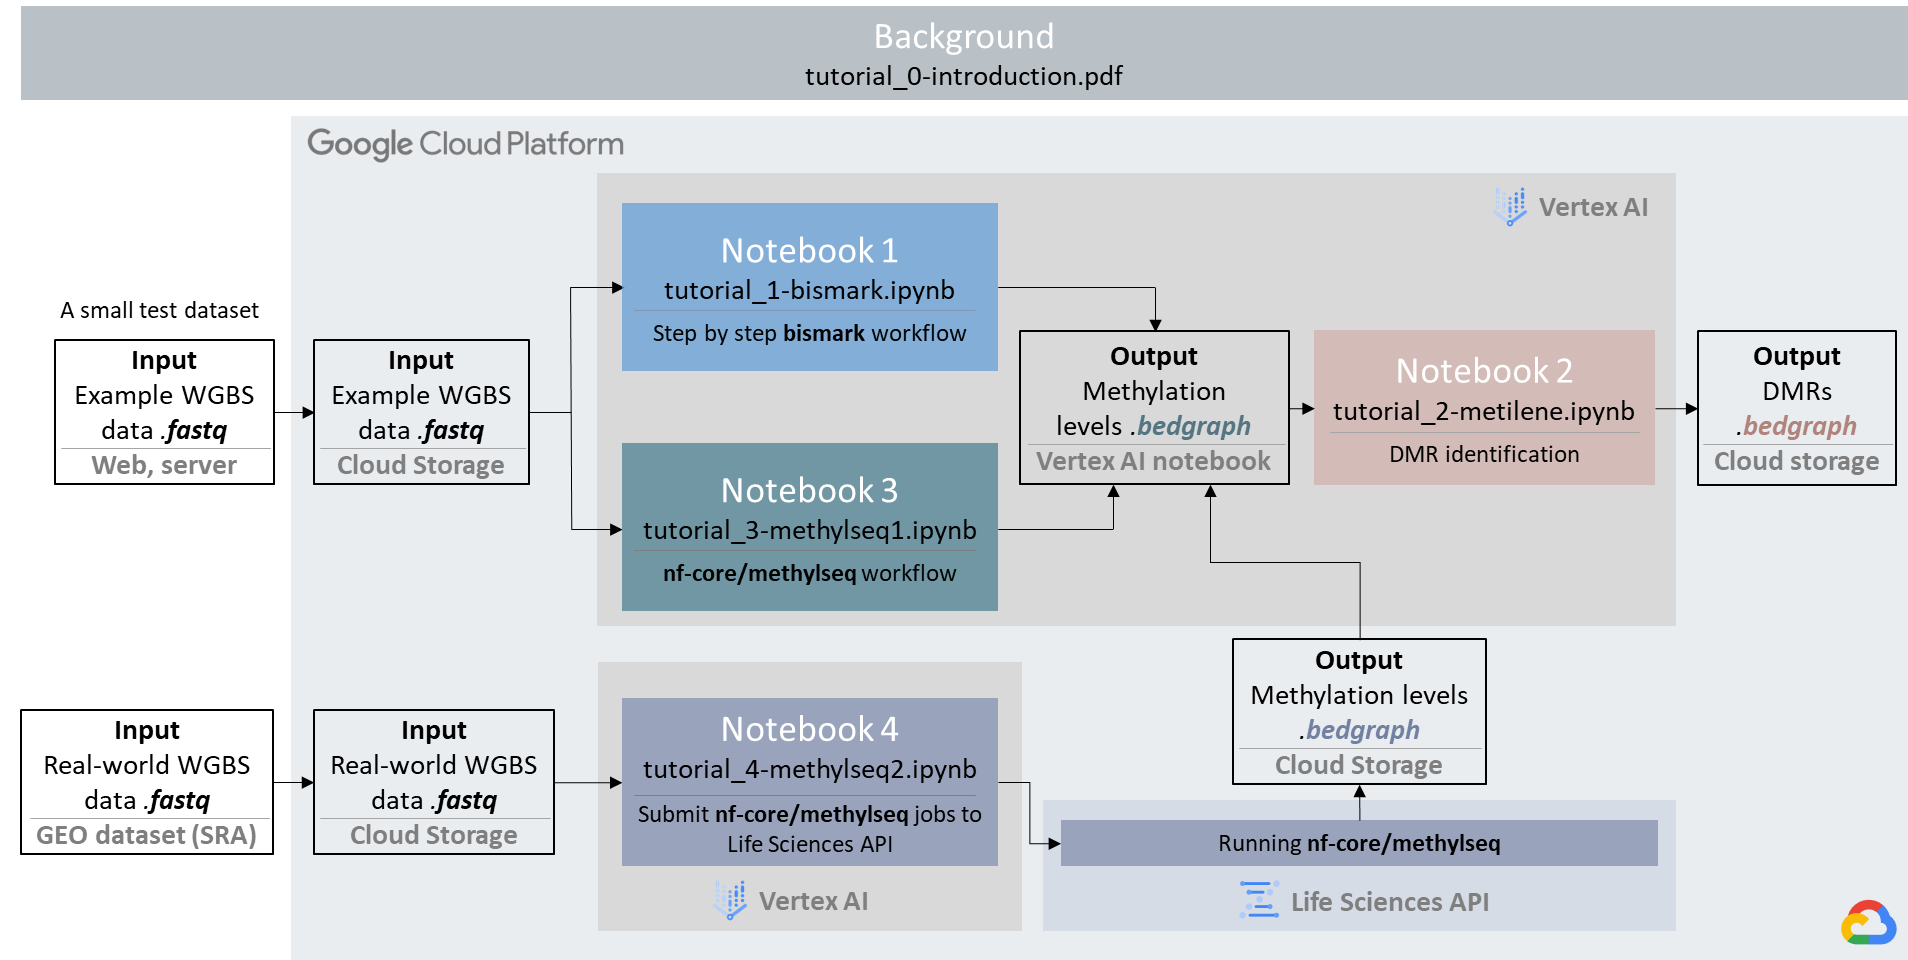 Background
tutorial_0-introduction.pdf
Google Cloud Platform
Vertex AI
Notebook 1
tutorial_1-bismark.ipynb
Step by step bismark workflow
A small test dataset
Input
Example WGBS
data .fastq
Web, server
Input
Example WGBS
data .fastq
Cloud Storage
Notebook 3
tutorial_3-methylseq1.ipynb
nf-core/methylseq workflow
Output
Methylation
levels .bedgraph
Vertex AI notebook
Notebook 2
tutorial_2-metilene.ipynb
DMR identification
Output
DMRs
.bedgraph
Cloud storage
Input
Real-world WGBS
data .fastq
GEO dataset (SRA)
Input
Real-world WGBS
data .fastq
Cloud Storage
Notebook 4
tutorial_4-methylseq2.ipynb
Submit nf-core/methylseq jobs to
Life Sciences API
Vertex AI
Output
Methylation levels
.bedgraph
Cloud Storage
Running nf-core/methylseq
Life Sciences API